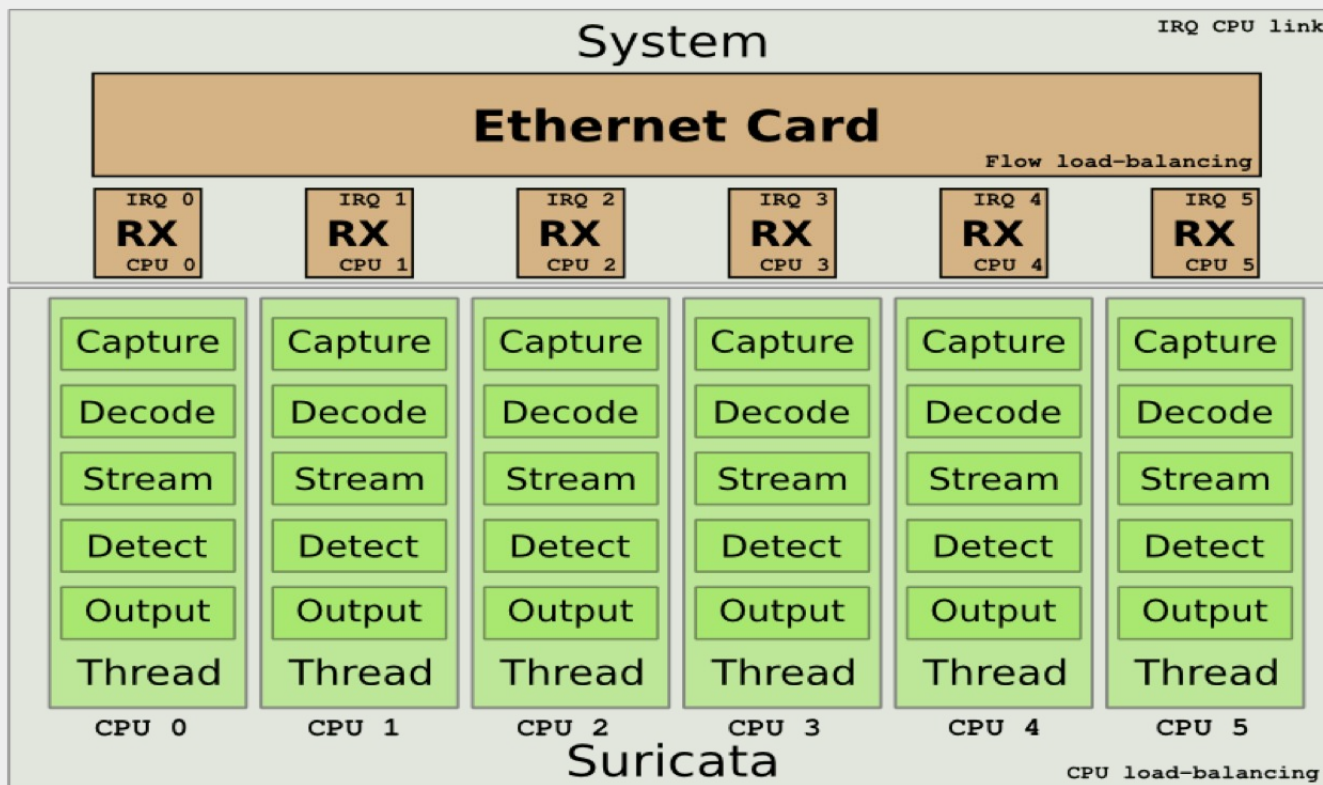 System
IRQ CPU link
Ethernet Card
Flow load-balancing
IRQ 0 IRQ 1 IRQ 2 IRQ 3 IRQ 4 IRQ 5
RX RX RX RX RX RX
CPU 0 CPU 1 CPU 2 CPU 3 CPU 4 CPU 5
Capture Capture Capture Capture Capture Capture
Decode Decode Decode Decode Decode Decode
Stream Stream Stream Stream Stream Stream
Detect Detect Detect Detect Detect Detect
Output Output Output Output Output Output
Thread Thread Thread Thread Thread Thread
CPU 0 CPU 1 CPU 2 CPU 3 CPU 4 CPU 5
Suricata
CPU load-balancing